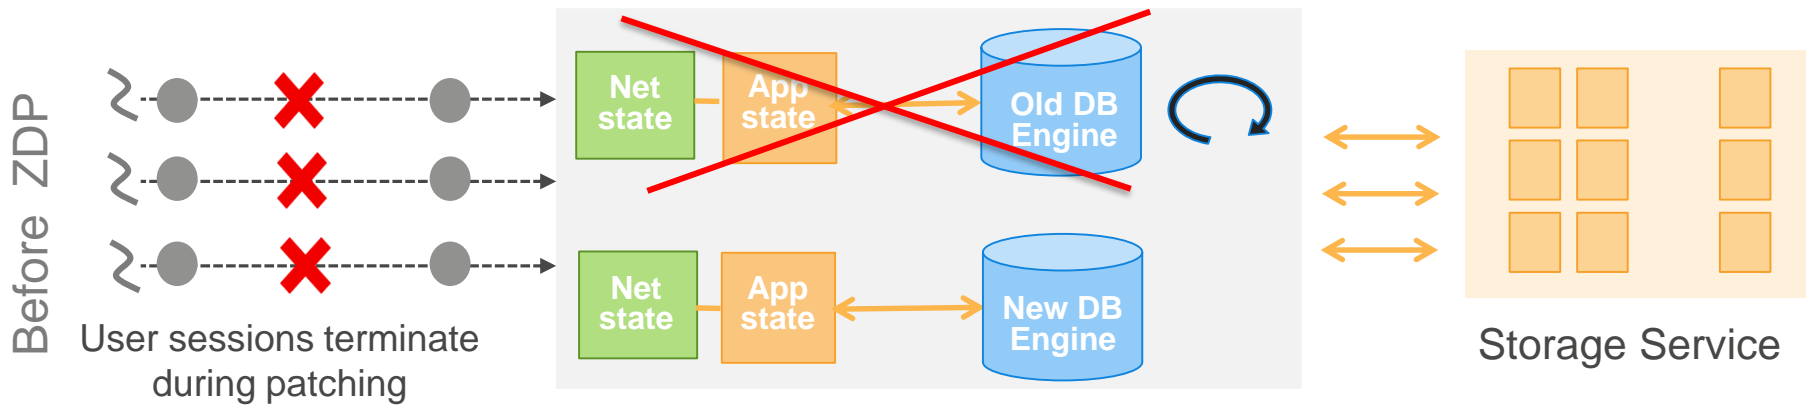 Before ZDP
Net
state
App
state
Old DB
Engine
Net
state
App
state
New DB
Engine
User sessions terminate
during patching
Storage Service